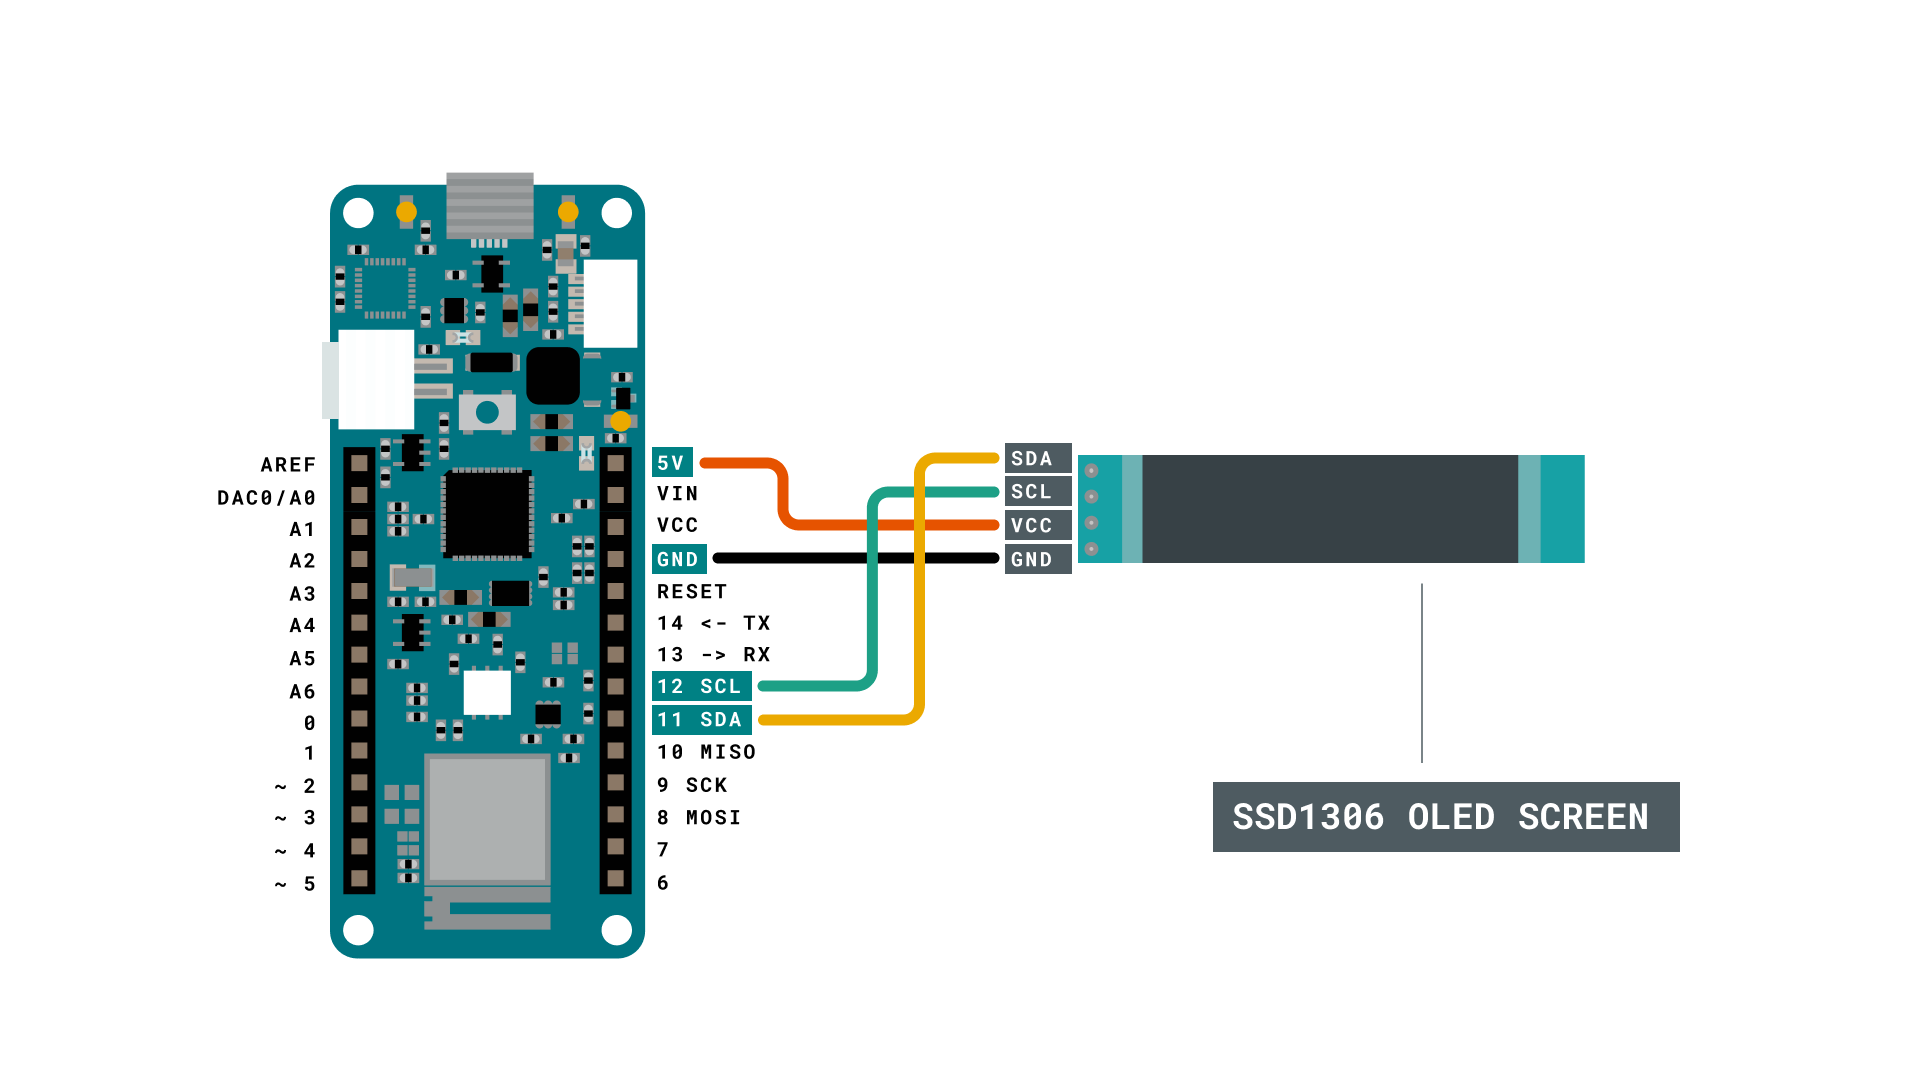 AREF
DAC0/A0
A1
A2
A3
A4
A5
A6
0
1
~ 2
~ 3
~ 4
~ 5
5V
VIN
VCC
GND
RESET
14 <- TX
13 -> RX
12 SCL
11 SDA
10 MISO
9 SCK
8 MOSI
7
6
SDA
SCL
VCC
GND
SSD1306 OLED SCREEN